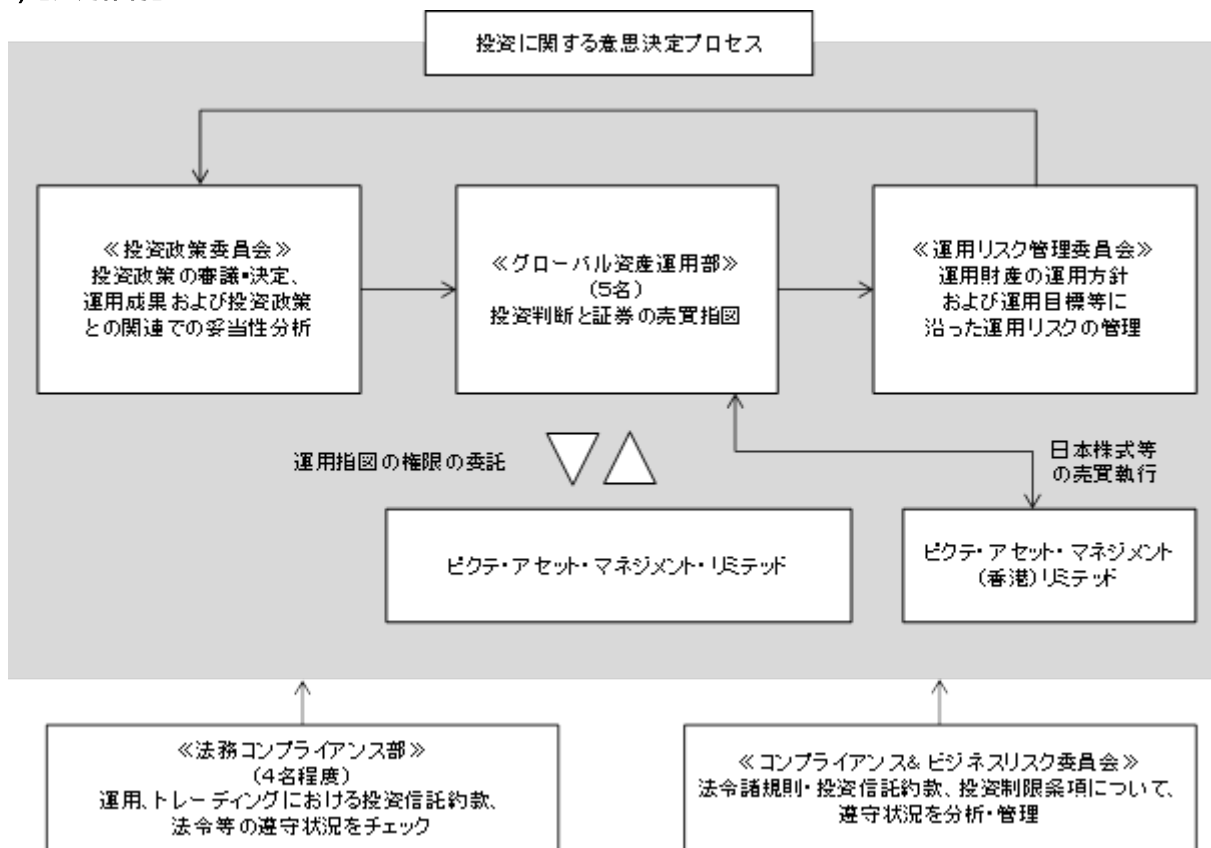 投資に関する意思決定プロセス
≪投資政策委員会≫
投資政策の審議・決定、
運用成果および投資政策
との関連での妥当性分析
≪グローバル資産運用部≫
(5名)
投資判断と証券の売買指図
≪運用リスク管理委員会≫
運用財産の運用方針
および運用目標等に
沿った運用リスクの管理
運用指図の権限の委託
日本株式等
の売買執行
ピクテ・アセット・マネジメント・リミテッド
ピクテ・アセット・マネジメント
(香港)リミテッド
≪法務コンプライアンス部≫
(4名程度)
運用、トレーディングにおける投資信託約款、
法令等の遵守状況をチェック
≪コンプライアンス&ビジネスリスク委員会≫
法令諸規則・投資信託約款、投資制限条項について、
遵守状況を分析・管理